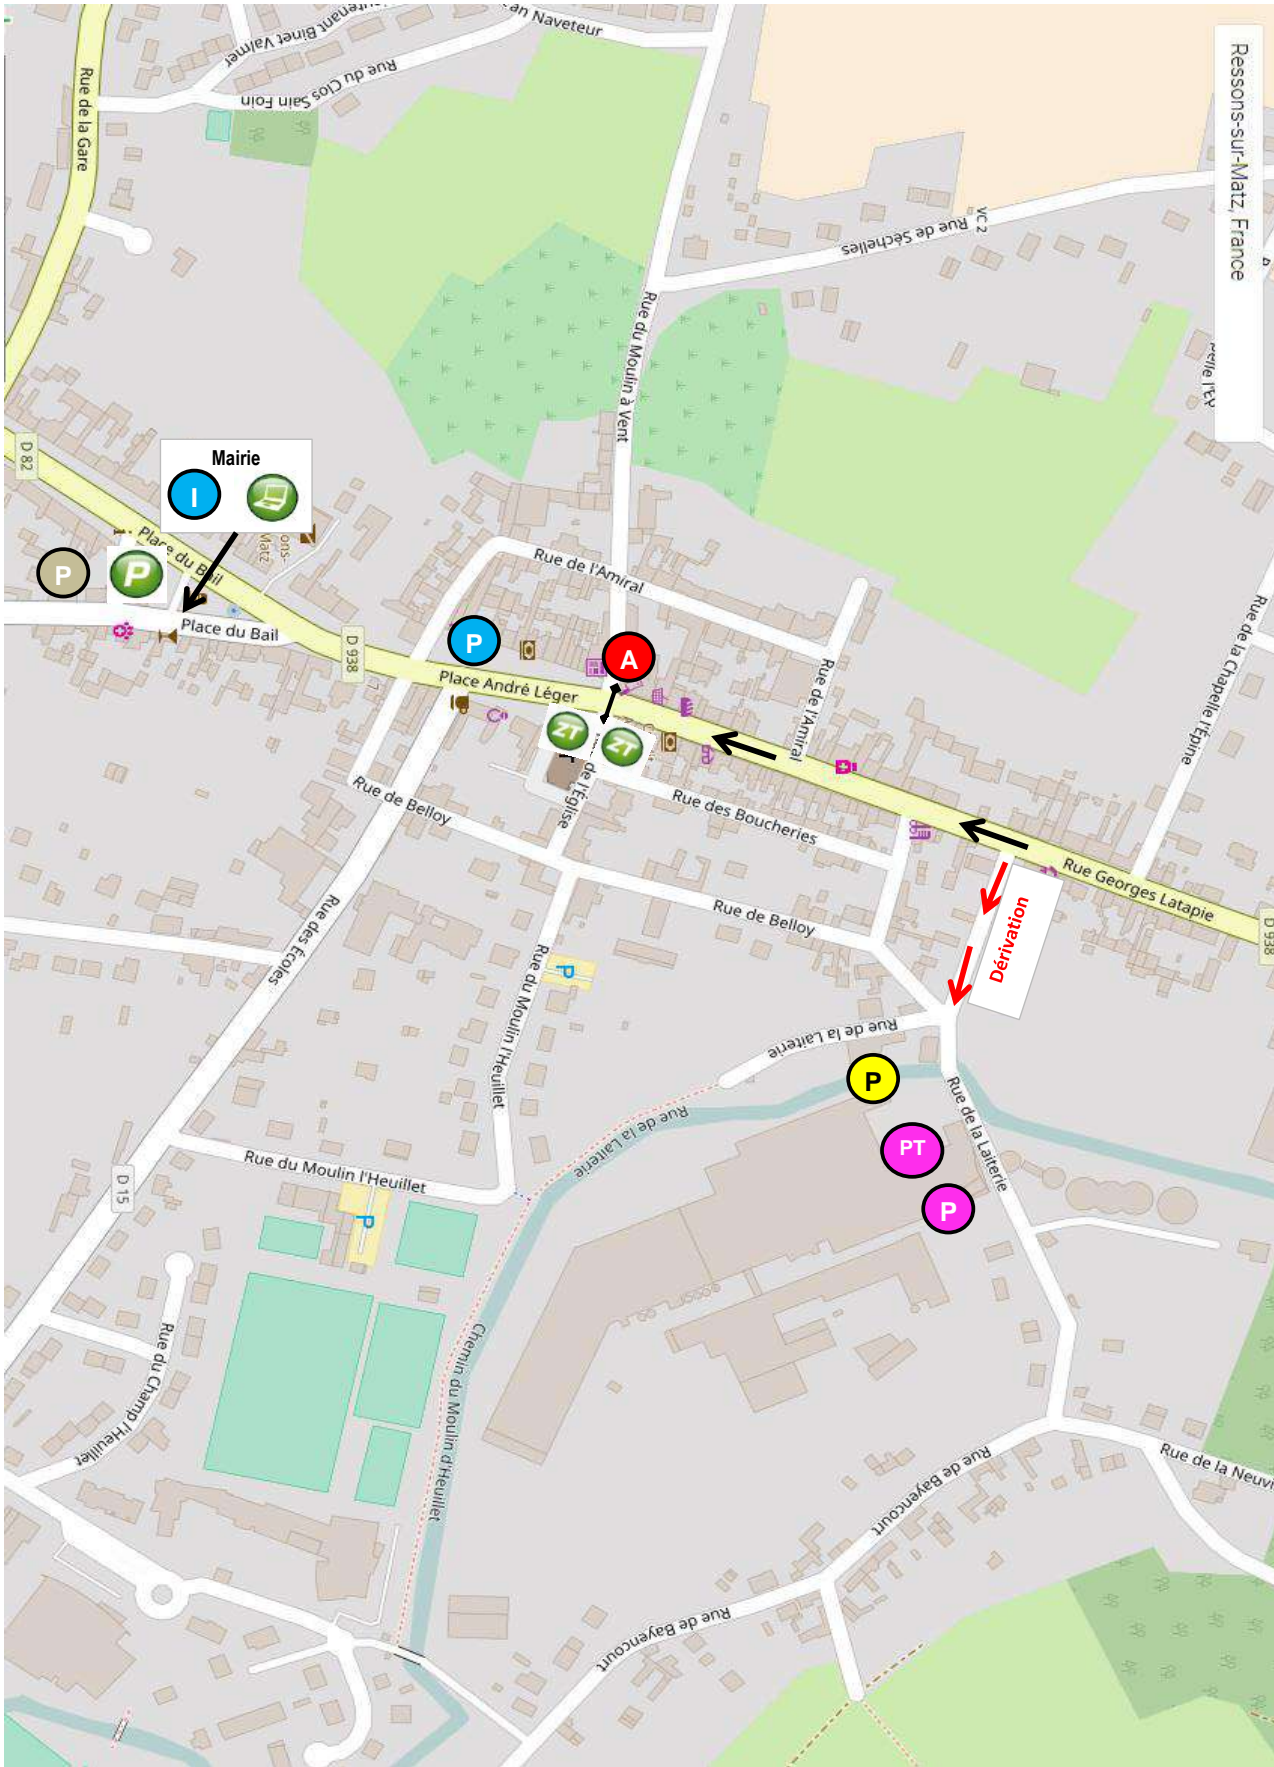 an Naveteur
Rue du Clos Sain Foin
Rue de la Gare
Ressons-sur-Matz, France
VC 2
Rue de Séchelles
Rue du Moulin à Vent
D 82
Mairie
I
P
P
Place du Bail
ons-
Matz
Place du Bail
D 938
Rue de l'Amiral
P
A
Place André Léger
ZT
ZT
Rue de l'Amiral
Rue de la Chapelle l'Épine
de l'Église
Rue de Belloy
Rue des Boucheries
Rue Georges Latapie
D 938
Dérivation
Rue de Belloy
Rue des Écoles
Rue du Moulin l'Heuillet
P
Rue de la Laiterie
P
Rue de la Laiterie
Rue de la Laiterie
PT
P
Rue du Moulin l'Heuillet
D 15
P
Rue du Champ l'Heuillet
Chemin du Moulin d'Heuillet
Rue de Bayencourt
Rue de la Neuvi
Rue de Bayencourt